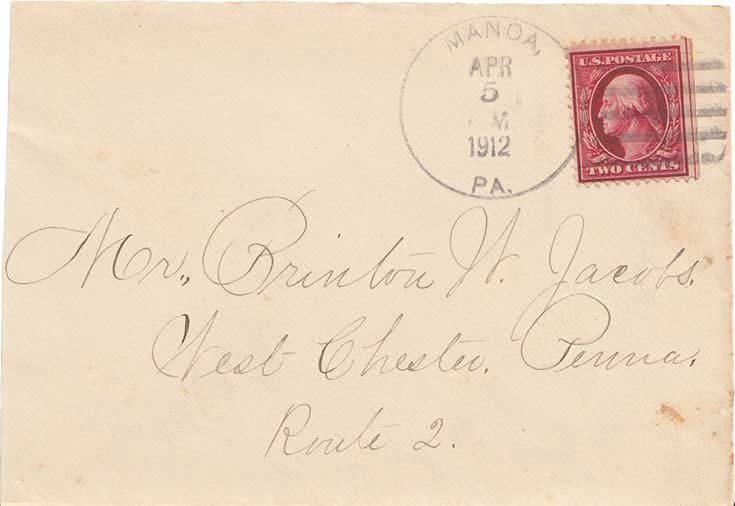 MANOA,
APR
5
M
1912
PA.
U.S. POSTAGE
TWO CENTS
Mr. Brinton W. Jacobs.
West Chester. Penna.
Route 2.